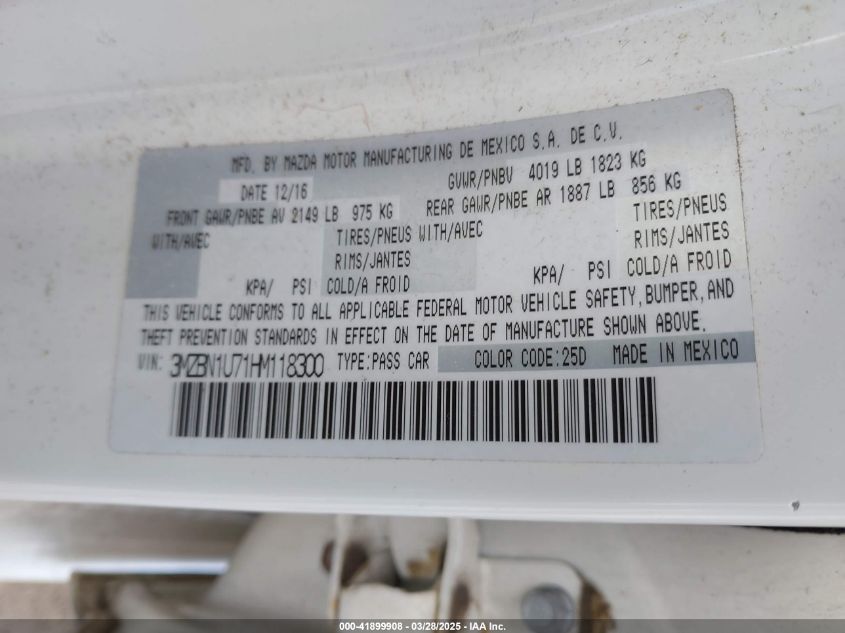 MFD. BY MAZDA MOTOR MANUFACTURING DE MEXICO S.A. DE C.V.
DATE 12/16 GVWR/PNBV 4019 LB 1823 KG
FRONT GAWR/PNBE AV 2149 LB 975 KG REAR GAWR/PNBE AR 1887 LB 856 KG
WITH/AVEC TIRES/PNEUS WITH/AVEC TIRES/PNEUS
RIMS/JANTES RIMS/JANTES
KPA/ PSI COLD/A FROID KPA/ PSI COLD/A FROID
THIS VEHICLE CONFORMS TO ALL APPLICABLE FEDERAL MOTOR VEHICLE SAFETY, BUMPER, AND
THEFT PREVENTION STANDARDS IN EFFECT ON THE DATE OF MANUFACTURE SHOWN ABOVE.
VIN: 3MZBN1U71HM118300 TYPE:PASS CAR COLOR CODE:25D MADE IN MEXICO
000-41899908 - 03/28/2025 - IAA Inc.